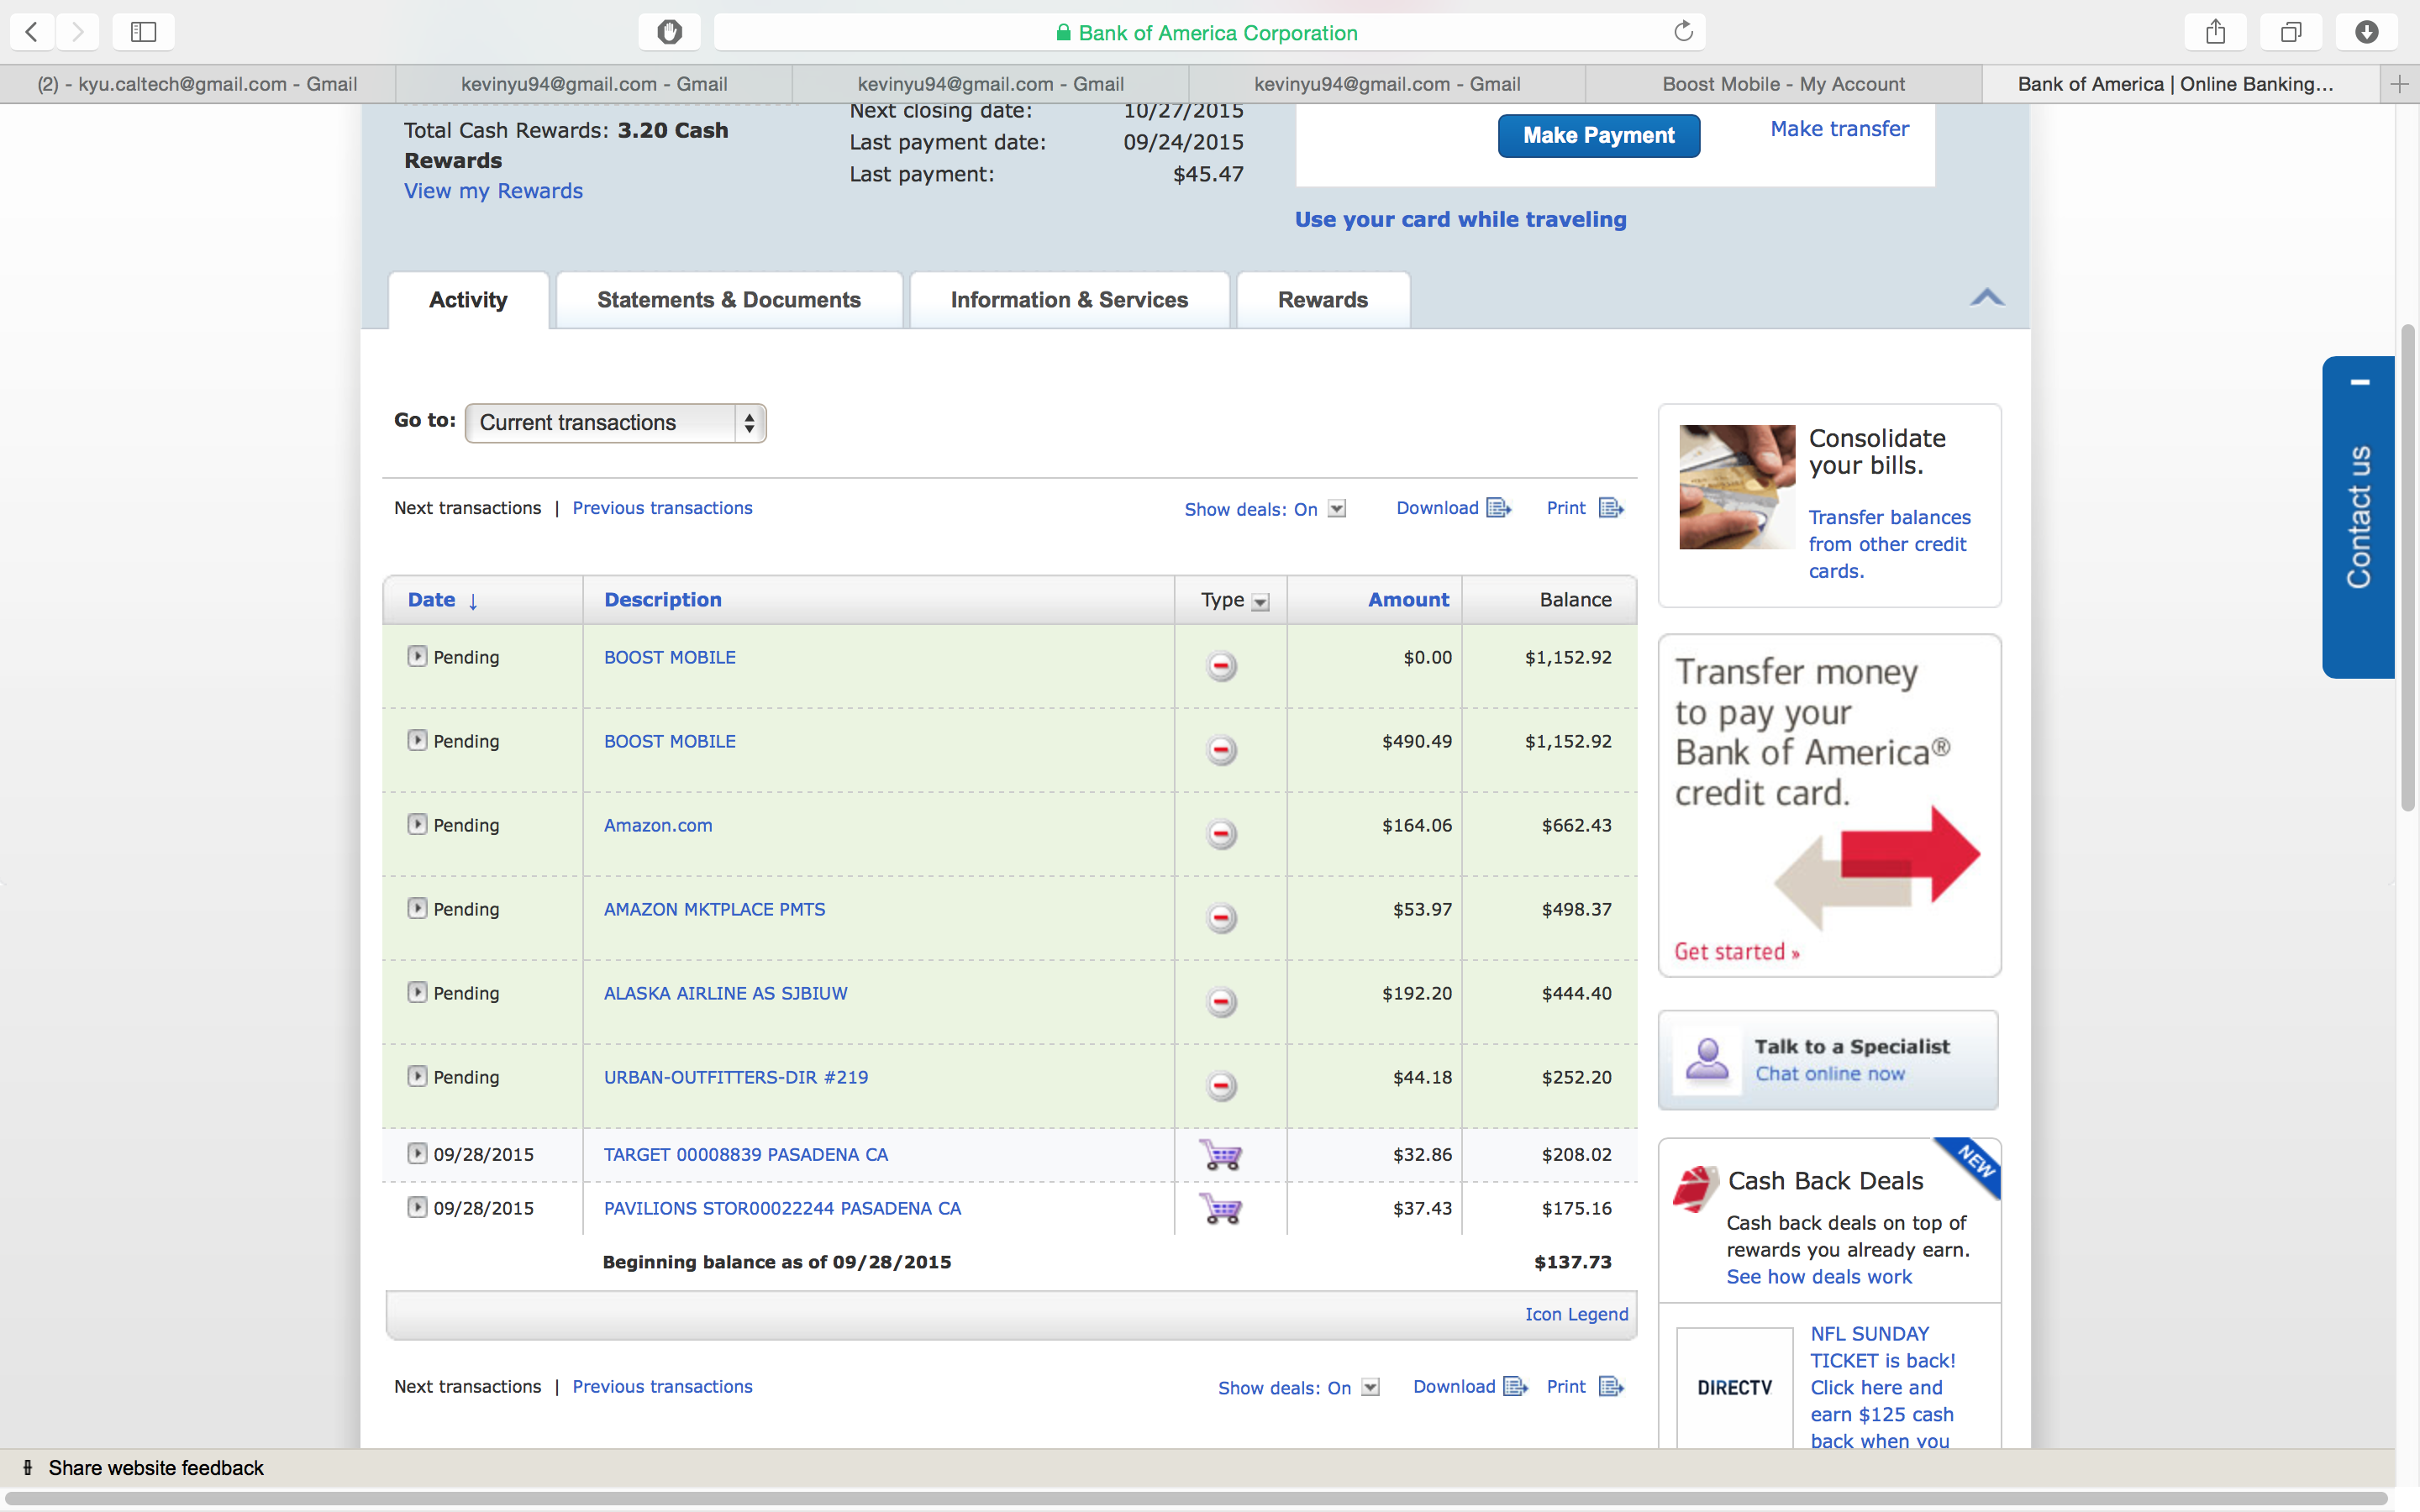 Bank of America Corporation
(2) - kyu.caltech@gmail.com - Gmail
kevinyu94@gmail.com - Gmail
kevinyu94@gmail.com - Gmail
kevinyu94@gmail.com - Gmail
Boost Mobile - My Account
Bank of America | Online Banking...
Total Cash Rewards: 3.20 Cash
Rewards
View my Rewards
Next closing date: 10/27/2015
Last payment date: 09/24/2015
Last payment: $45.47
Make Payment
Make transfer
Use your card while traveling
Activity
Statements & Documents
Information & Services
Rewards
Go to: Current transactions
Next transactions | Previous transactions
Show deals: On
Download
Print
Date ↓ Description Type Amount Balance
Pending BOOST MOBILE $0.00 $1,152.92
Pending BOOST MOBILE $490.49 $1,152.92
Pending Amazon.com $164.06 $662.43
Pending AMAZON MKTPLACE PMTS $53.97 $498.37
Pending ALASKA AIRLINE AS SJBIUW $192.20 $444.40
Pending URBAN-OUTFITTERS-DIR #219 $44.18 $252.20
09/28/2015 TARGET 00008839 PASADENA CA $32.86 $208.02
09/28/2015 PAVILIONS STOR00022244 PASADENA CA $37.43 $175.16
Beginning balance as of 09/28/2015 $137.73
Icon Legend
Next transactions | Previous transactions
Show deals: On
Download
Print
Consolidate
your bills.
Transfer balances
from other credit
cards.
Transfer money
to pay your
Bank of America®
credit card.
Get started »
Talk to a Specialist
Chat online now
NEW
Cash Back Deals
Cash back deals on top of
rewards you already earn.
See how deals work
DIRECTV
NFL SUNDAY
TICKET is back!
Click here and
earn $125 cash
back when you
Contact us
Share website feedback